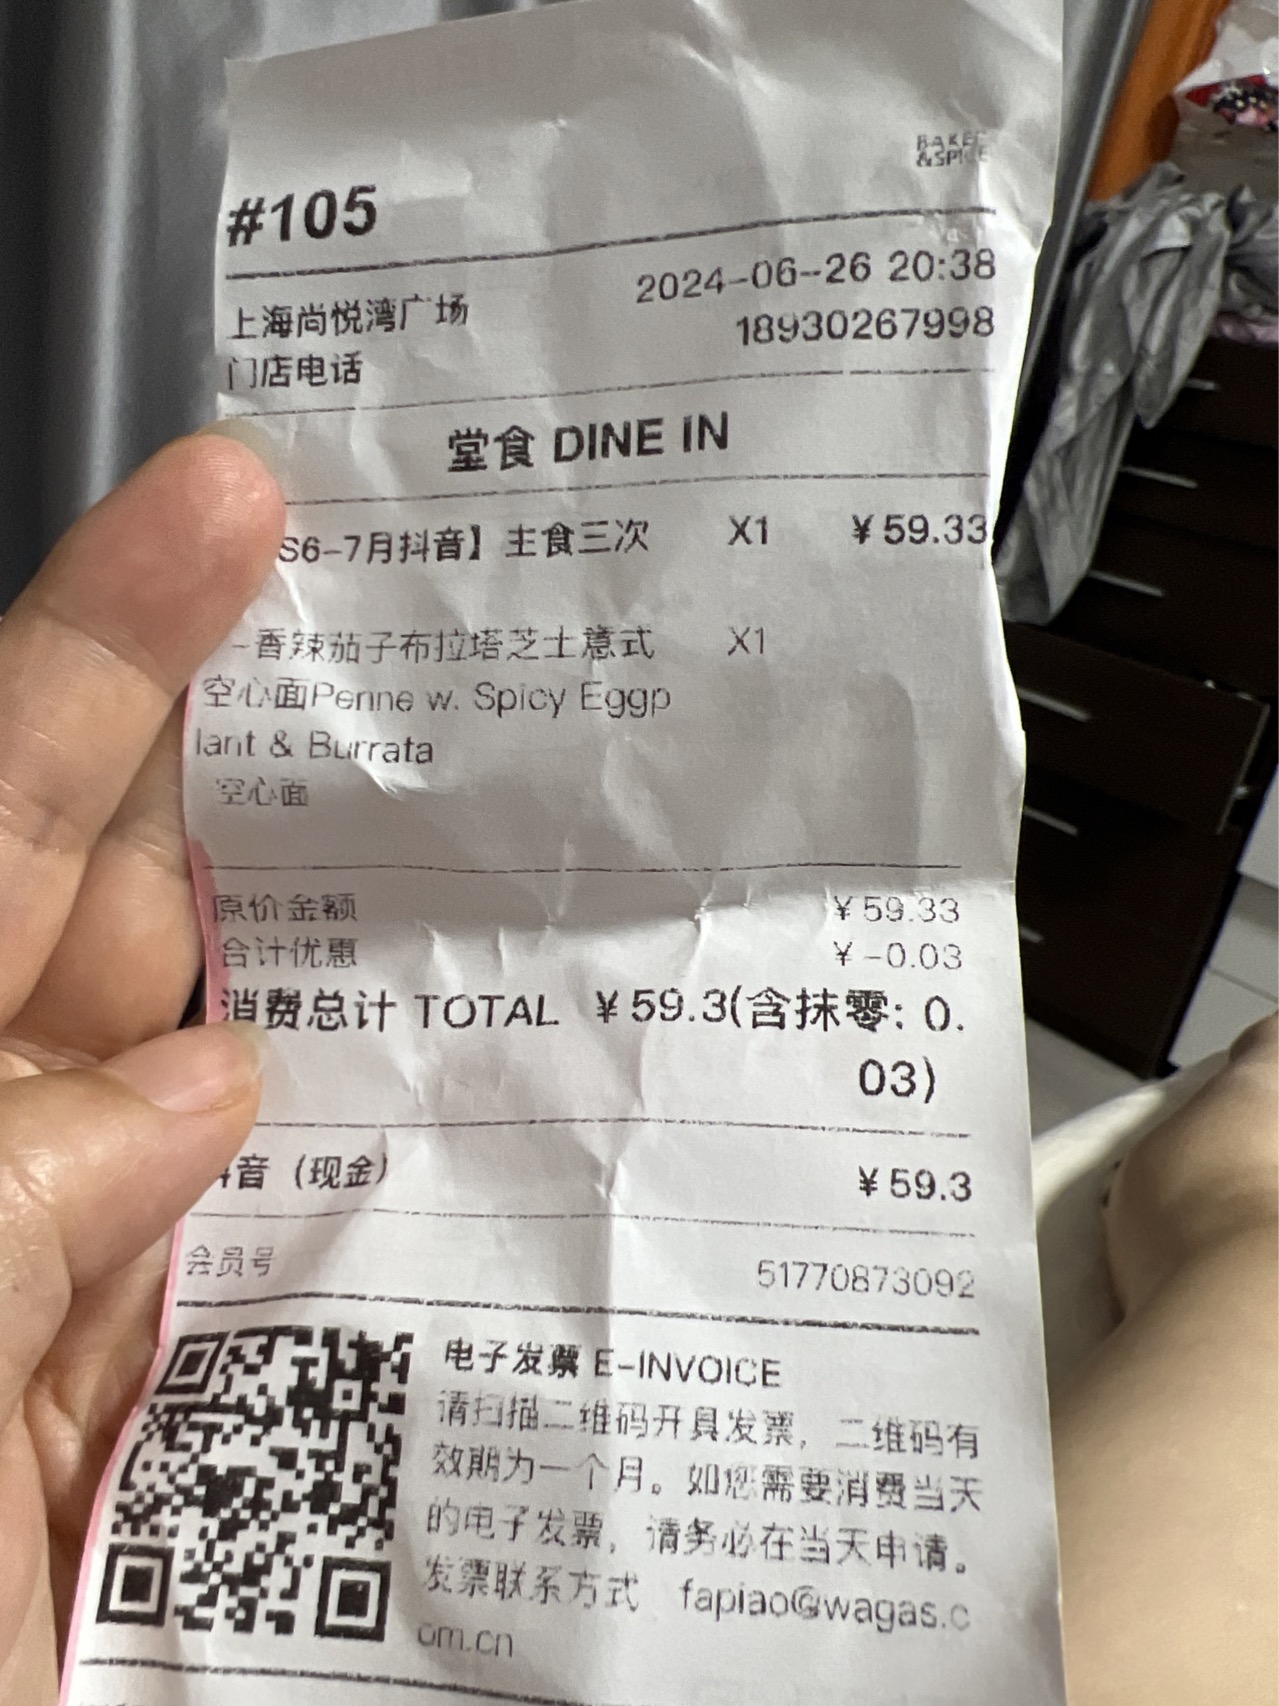 BAKER
&SPICE
#105
2024-06-26 20:38
上海尚悦湾广场
18930267998
门店电话
堂食 DINE IN
S6-7月抖音】主食三次 X1 ¥59.33
-香辣茄子布拉塔芝士意式 X1
空心面Penne w. Spicy Eggp
lant & Burrata
空心面
原价金额 ¥59.33
合计优惠 ¥-0.03
消费总计 TOTAL ¥59.3(含抹零: 0.
03)
音（现金） ¥59.3
会员号 51770873092
电子发票 E-INVOICE
请扫描二维码开具发票，二维码有
效期为一个月。如您需要消费当天
的电子发票，请务必在当天申请。
发票联系方式 fapiao@wagas.c
om.cn